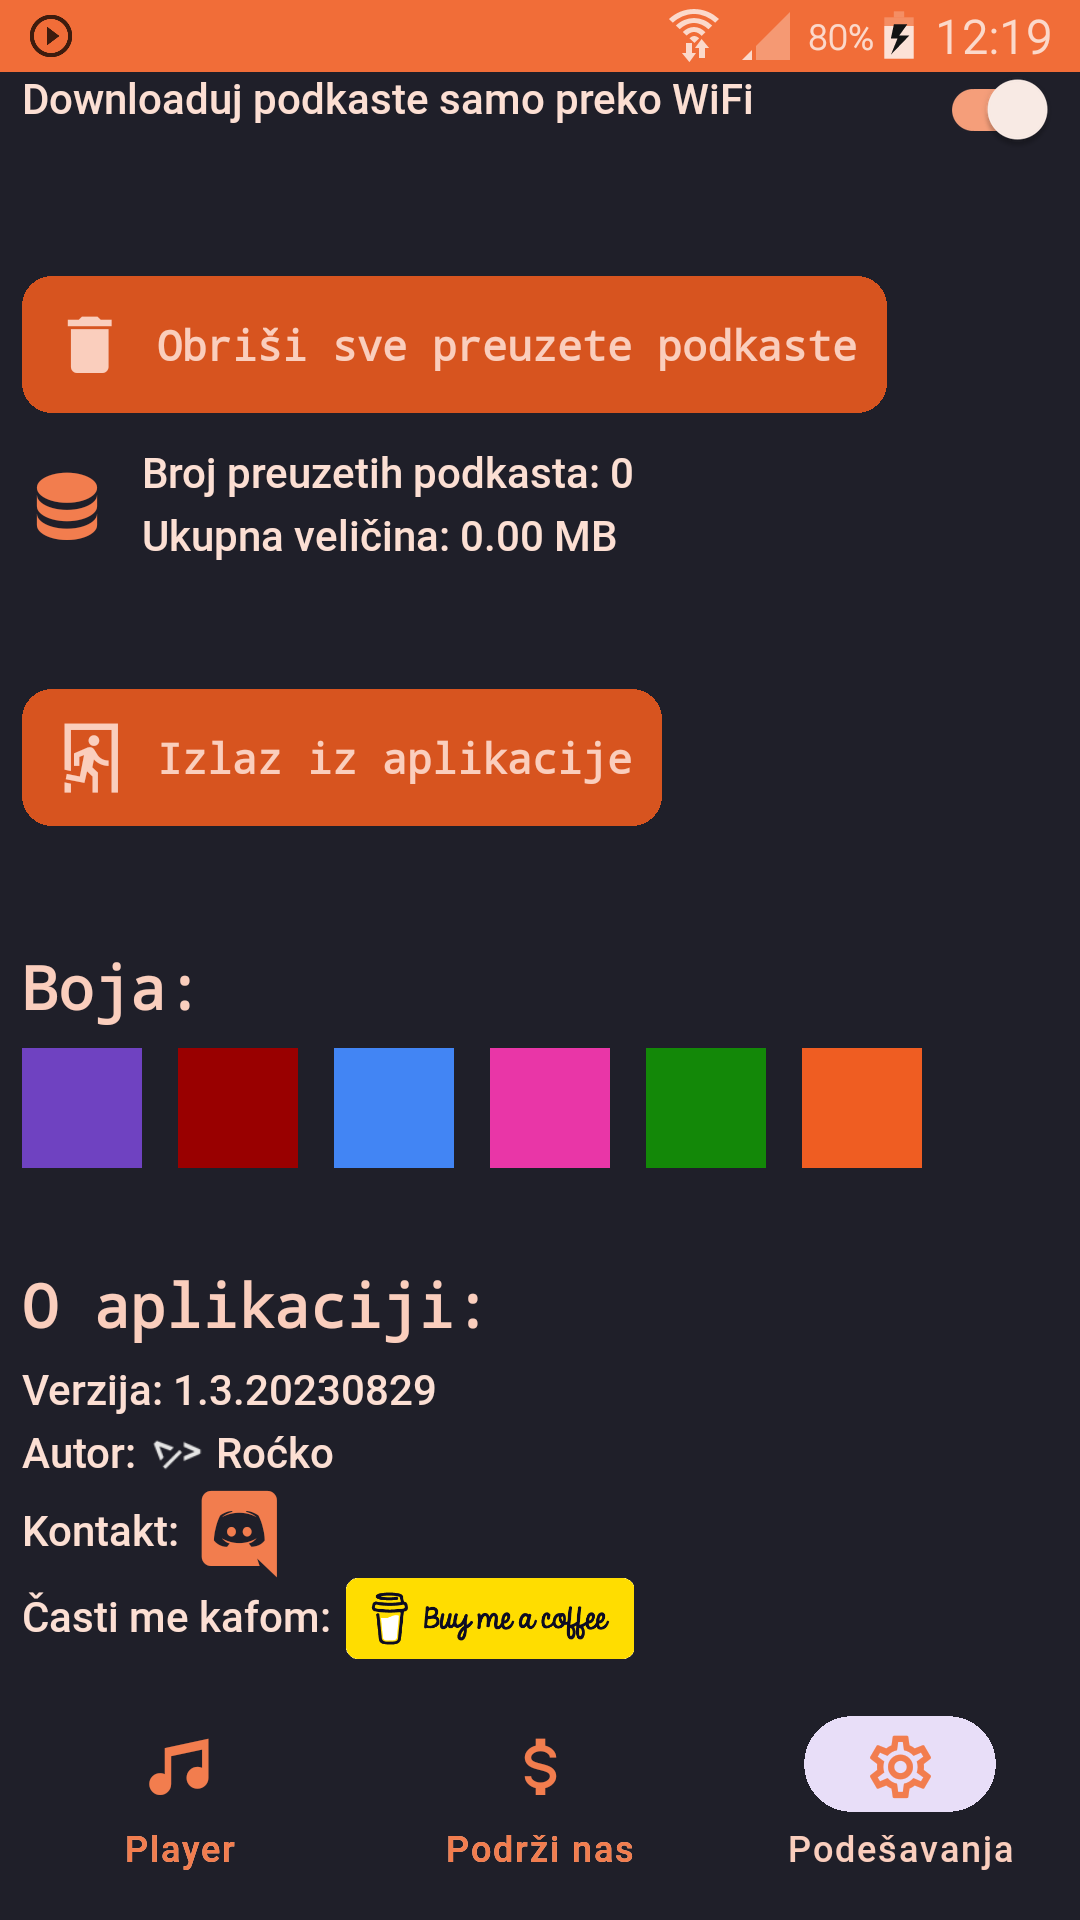 80% 12:19
Downloaduj podkaste samo preko WiFi
Obriši sve preuzete podkaste
Broj preuzetih podkasta: 0
Ukupna veličina: 0.00 MB
Izlaz iz aplikacije
Boja:
O aplikaciji:
Verzija: 1.3.20230829
Autor: Roćko
Kontakt:
Časti me kafom: Buy me a coffee
Player Podrži nas Podešavanja